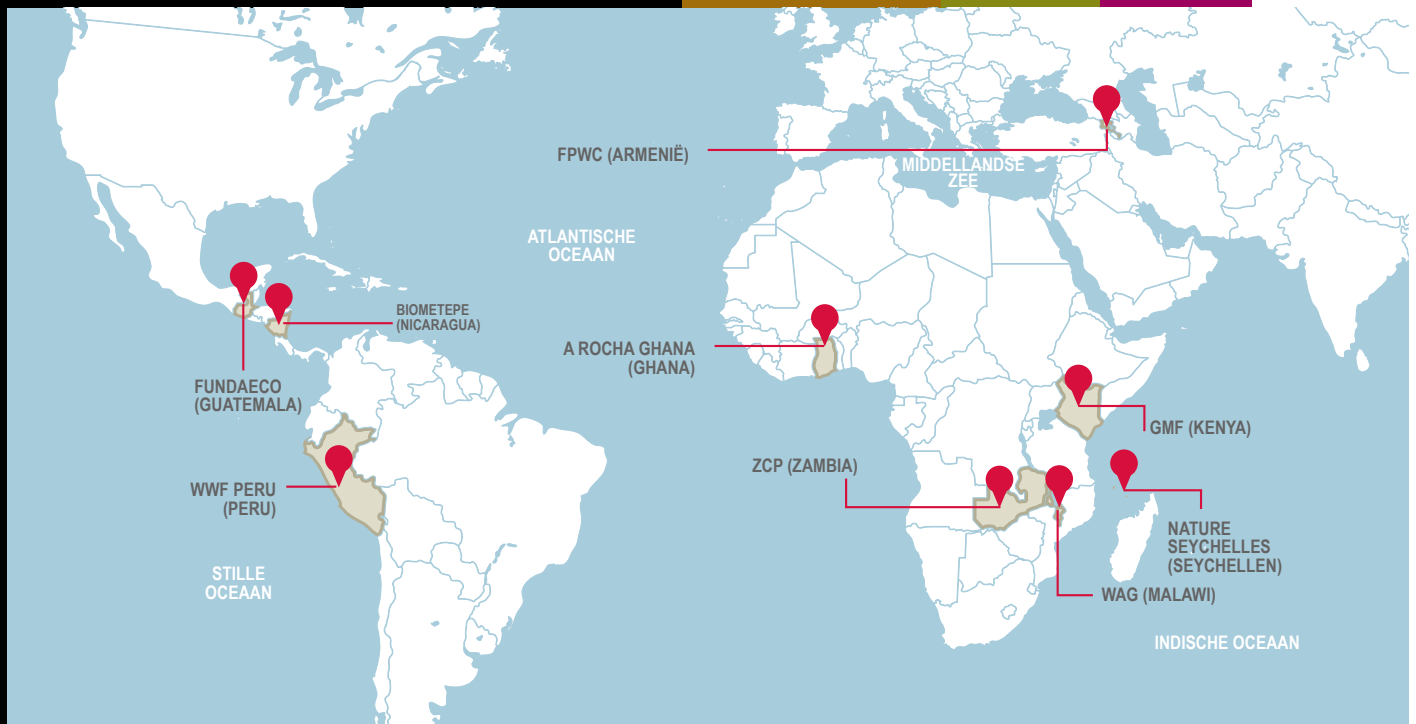 FPWC (ARMENIË)
MIDDELLANDSE
ZEE
ATLANTISCHE
OCEAAN
BIOMETEPE
(NICARAGUA)
A ROCHA GHANA
(GHANA)
FUNDAECO
(GUATEMALA)
GMF (KENYA)
ZCP (ZAMBIA)
WWF PERU
(PERU)
NATURE
SEYCHELLES
(SEYCHELLEN)
STILLE
OCEAAN
WAG (MALAWI)
INDISCHE OCEAAN